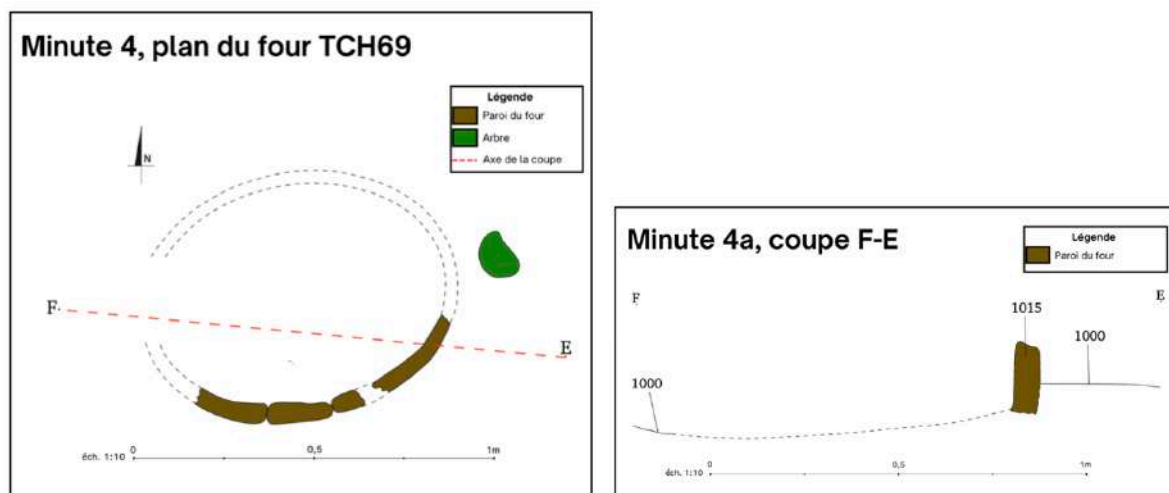 Minute 4, plan du four TCH69
Légende
Paroi du four
Arbre
Axe de la coupe
N
F
E
0
0,5
1m
éch. 1:10
Minute 4a, coupe F-E
Légende
Paroi du four
F
E
1015
1000
1000
0
0,5
1m
éch. 1:10